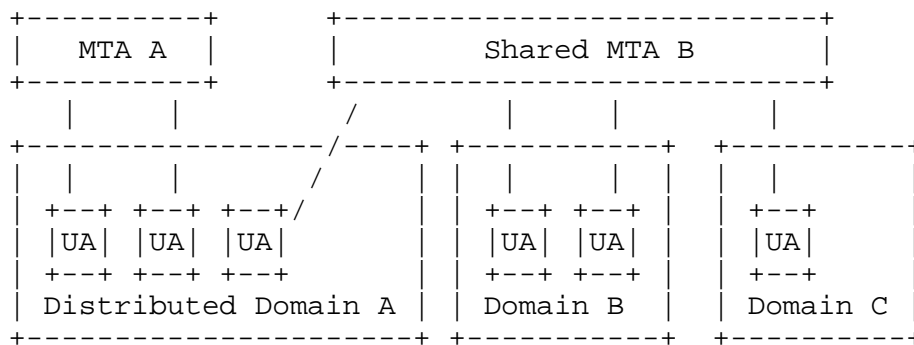 MTA A Shared MTA B
UA UA UA UA UA UA
Distributed Domain A Domain B Domain C